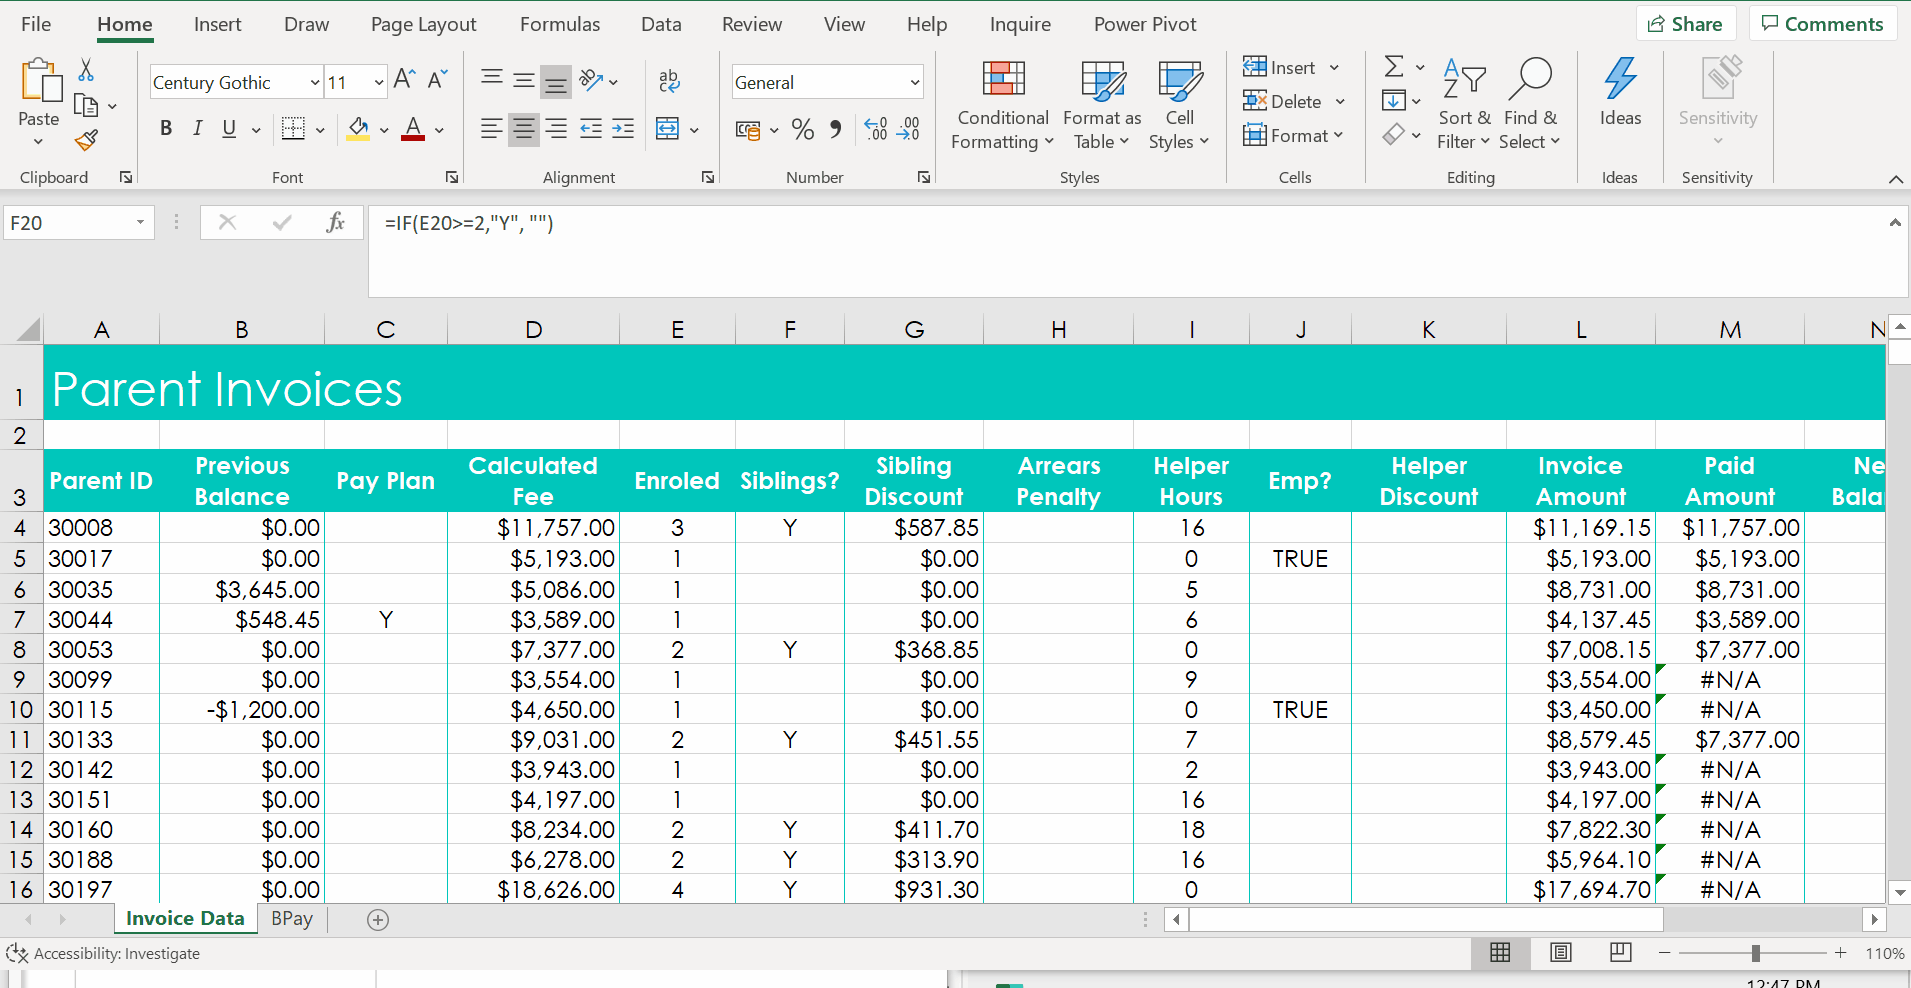 File Home Insert Draw Page Layout Formulas Data Review View Help Inquire Power Pivot Share Comments
Paste
Clipboard
Century Gothic 11
B I U A
Font
ab
Alignment
General
% 9 .00
Number
Conditional Formatting
Format as Table
Cell Styles
Styles
Insert
Delete
Format
Cells
Sort & Filter
Find & Select
Editing
Ideas
Ideas
Sensitivity
Sensitivity
F20 fx =IF(E20>=2,"Y", "")
A B C D E F G H I J K L M N
1 Parent Invoices
2
3 Parent ID Previous Balance Pay Plan Calculated Fee Enroled Siblings? Sibling Discount Arrears Penalty Helper Hours Emp? Helper Discount Invoice Amount Paid Amount Ne Bala
4 30008 $0.00 $11,757.00 3 Y $587.85 16 $11,169.15 $11,757.00
5 30017 $0.00 $5,193.00 1 $0.00 0 TRUE $5,193.00 $5,193.00
6 30035 $3,645.00 $5,086.00 1 $0.00 5 $8,731.00 $8,731.00
7 30044 $548.45 Y $3,589.00 1 $0.00 6 $4,137.45 $3,589.00
8 30053 $0.00 $7,377.00 2 Y $368.85 0 $7,008.15 $7,377.00
9 30099 $0.00 $3,554.00 1 $0.00 9 $3,554.00 #N/A
10 30115 -$1,200.00 $4,650.00 1 $0.00 0 TRUE $3,450.00 #N/A
11 30133 $0.00 $9,031.00 2 Y $451.55 7 $8,579.45 $7,377.00
12 30142 $0.00 $3,943.00 1 $0.00 2 $3,943.00 #N/A
13 30151 $0.00 $4,197.00 1 $0.00 16 $4,197.00 #N/A
14 30160 $0.00 $8,234.00 2 Y $411.70 18 $7,822.30 #N/A
15 30188 $0.00 $6,278.00 2 Y $313.90 16 $5,964.10 #N/A
16 30197 $0.00 $18,626.00 4 Y $931.30 0 $17,694.70 #N/A
Invoice Data BPay
Accessibility: Investigate 110%
12:47 PM